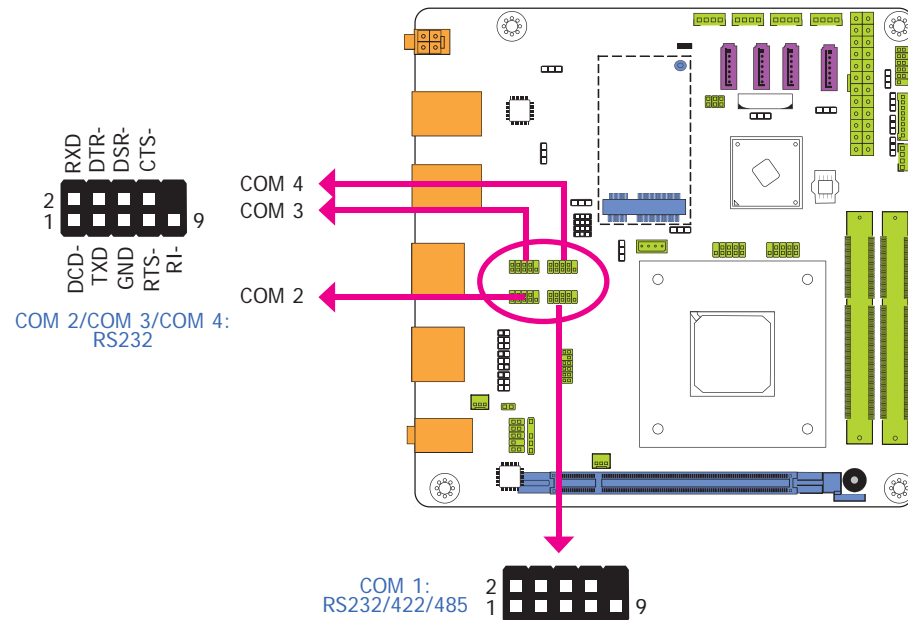 RXD
DTR-
DSR-
CTS-
2
1
9
DCD-
TXD
GND
RTS-
RI-
COM 2/COM 3/COM 4:
RS232
COM 4
COM 3
COM 2
COM 1:
RS232/422/485
2
1
9